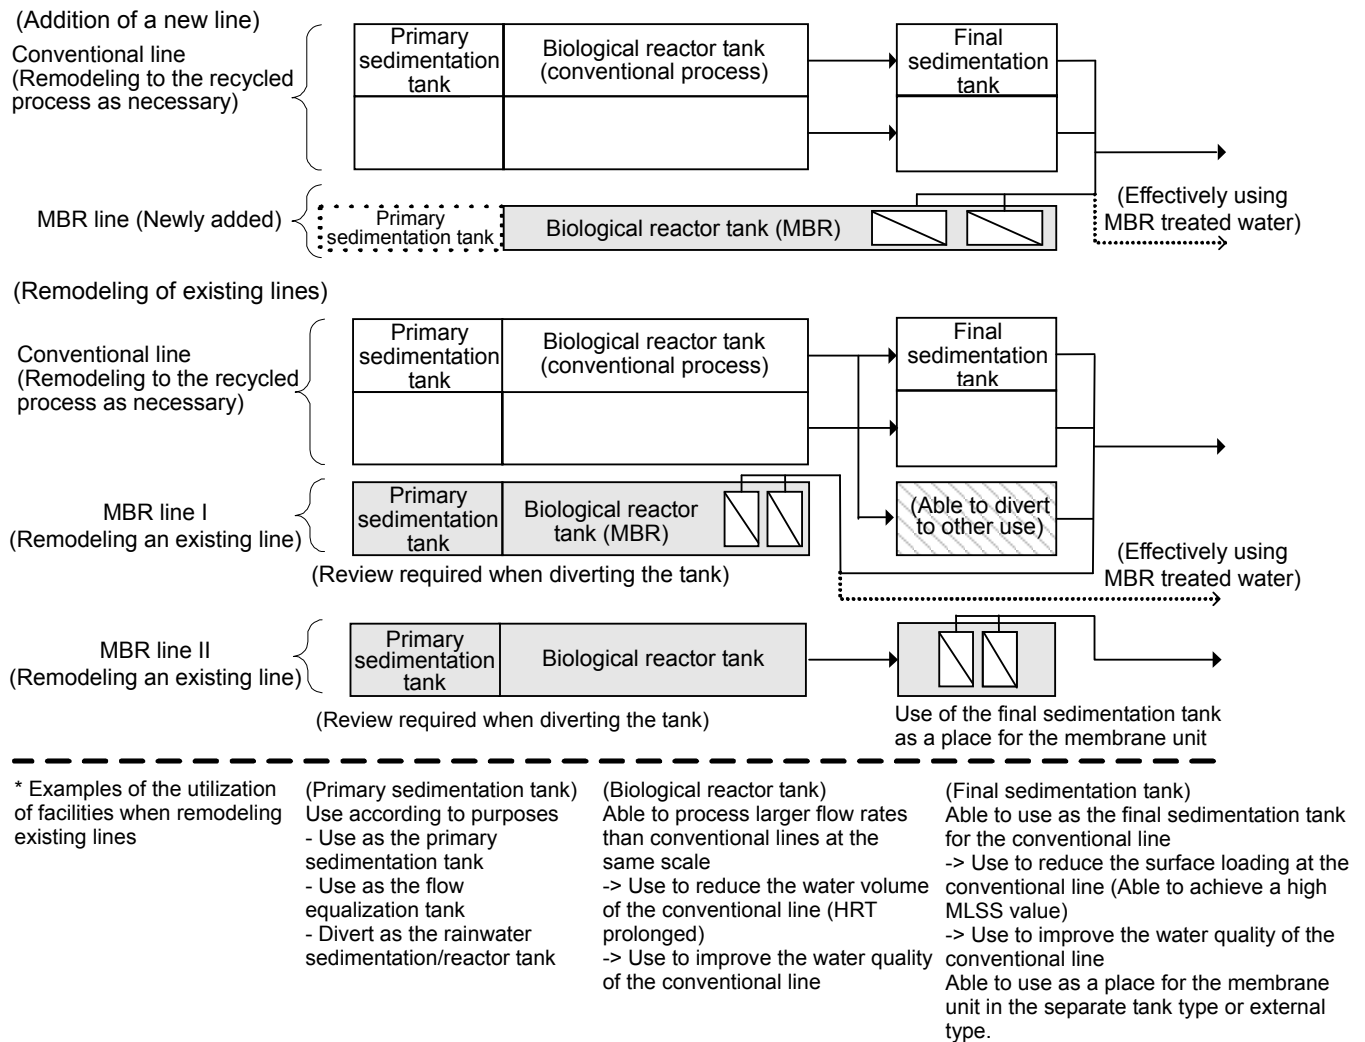 (Addition of a new line)
Conventional line
(Remodeling to the recycled
process as necessary)
Primary
sedimentation
tank
Biological reactor tank
(conventional process)
Final
sedimentation
tank
MBR line (Newly added)
Primary
sedimentation tank
Biological reactor tank (MBR)
(Effectively using
MBR treated water)
(Remodeling of existing lines)
Conventional line
(Remodeling to the recycled
process as necessary)
Primary
sedimentation
tank
Biological reactor tank
(conventional process)
Final
sedimentation
tank
MBR line I
(Remodeling an existing line)
Primary
sedimentation
tank
Biological reactor
tank (MBR)
(Able to divert
to other use)
(Review required when diverting the tank)
(Effectively using
MBR treated water)
MBR line II
(Remodeling an existing line)
Primary
sedimentation
tank
Biological reactor tank
(Review required when diverting the tank)
Use of the final sedimentation tank
as a place for the membrane unit
* Examples of the utilization
of facilities when remodeling
existing lines
(Primary sedimentation tank)
Use according to purposes
- Use as the primary
sedimentation tank
- Use as the flow
equalization tank
- Divert as the rainwater
sedimentation/reactor tank
(Biological reactor tank)
Able to process larger flow rates
than conventional lines at the
same scale
-> Use to reduce the water volume
of the conventional line (HRT
prolonged)
-> Use to improve the water quality
of the conventional line
(Final sedimentation tank)
Able to use as the final sedimentation tank
for the conventional line
-> Use to reduce the surface loading at the
conventional line (Able to achieve a high
MLSS value)
-> Use to improve the water quality of the
conventional line
Able to use as a place for the membrane
unit in the separate tank type or external
type.